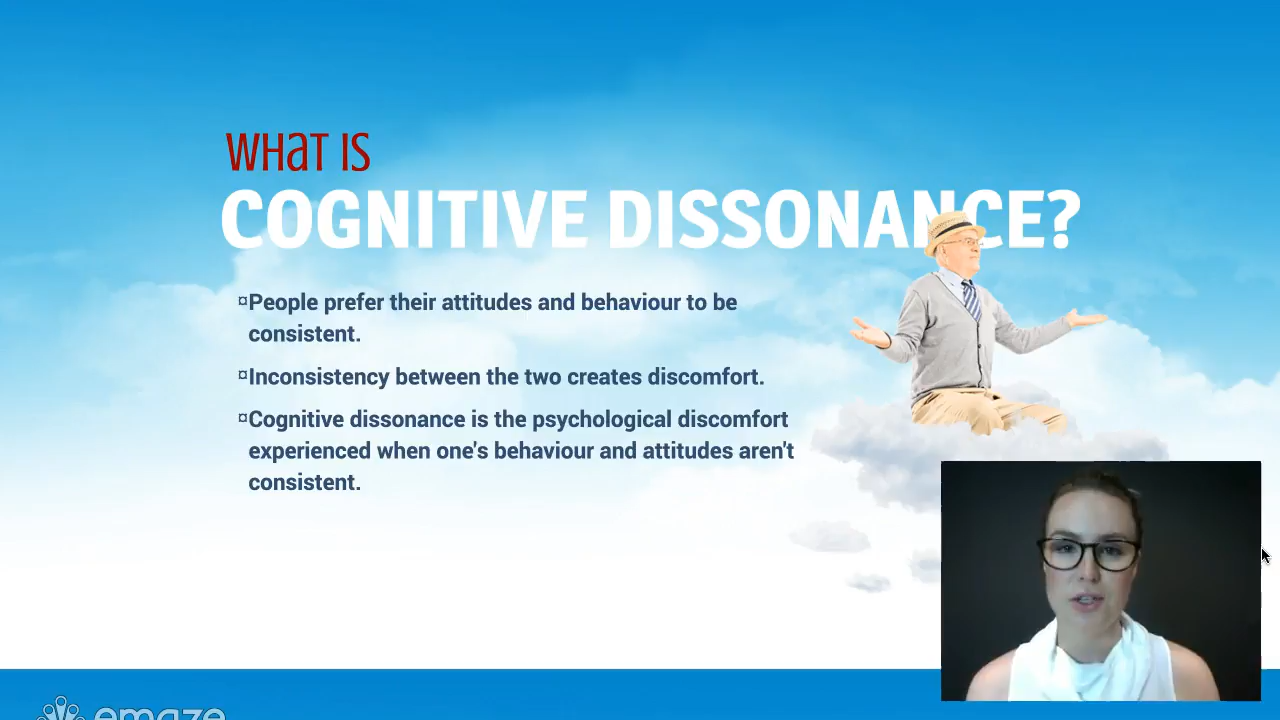 WHaT IS
COGNITIVE DISSONANCE?
¤People prefer their attitudes and behaviour to be
consistent.
¤Inconsistency between the two creates discomfort.
¤Cognitive dissonance is the psychological discomfort
experienced when one's behaviour and attitudes aren't
consistent.
emaze